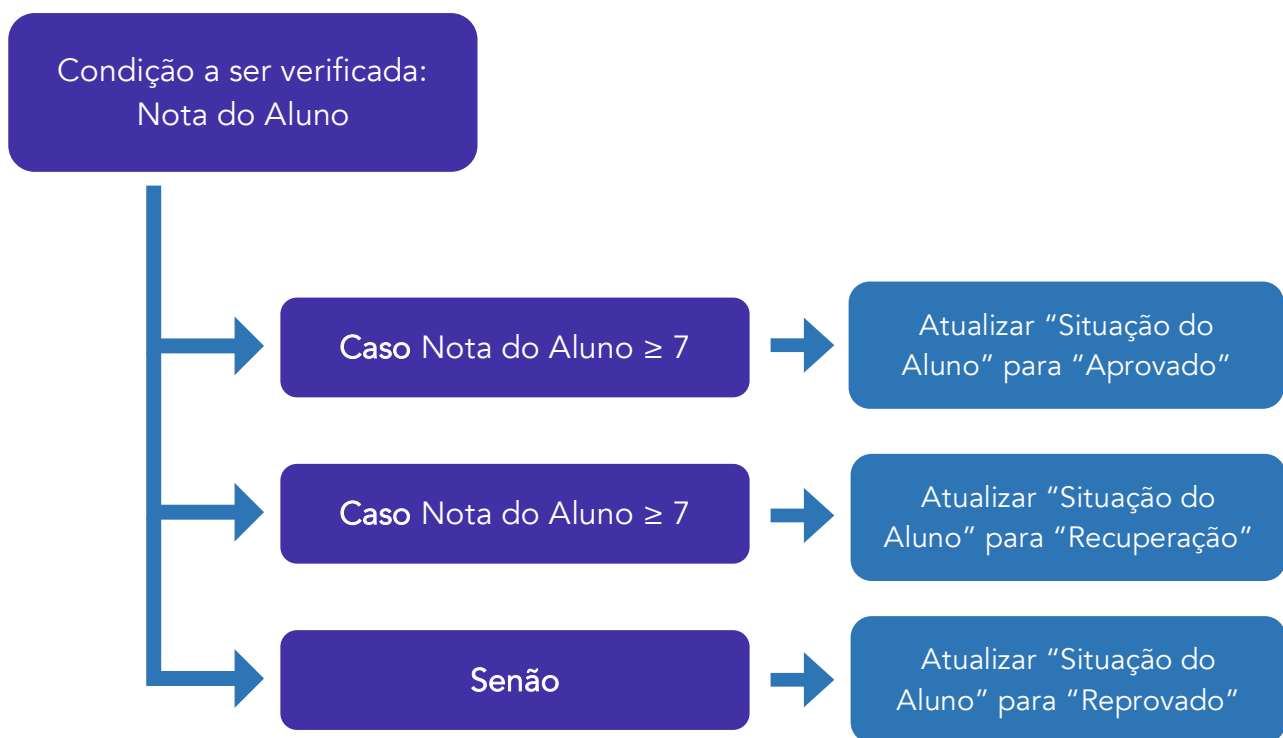 Condição a ser verificada:
Nota do Aluno
Caso Nota do Aluno ≥ 7
Atualizar “Situação do
Aluno” para “Aprovado”
Caso Nota do Aluno ≥ 7
Atualizar “Situação do
Aluno” para “Recuperação”
Senão
Atualizar “Situação do
Aluno” para “Reprovado”